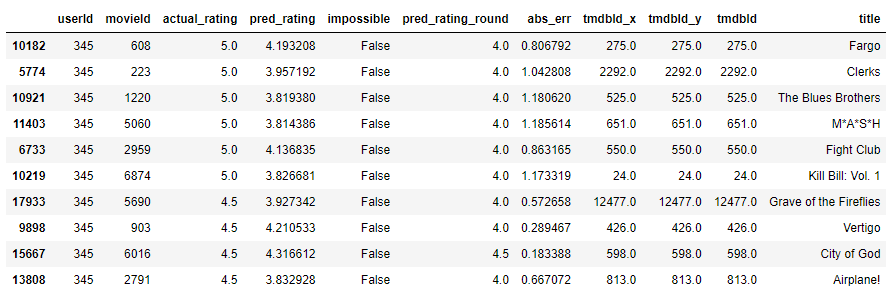 userId movieId actual_rating pred_rating impossible pred_rating_round abs_err tmdbId_x tmdbId_y tmdbId title
10182 345 608 5.0 4.193208 False 4.0 0.806792 275.0 275.0 275.0 Fargo
5774 345 223 5.0 3.957192 False 4.0 1.042808 2292.0 2292.0 2292.0 Clerks
10921 345 1220 5.0 3.819380 False 4.0 1.180620 525.0 525.0 525.0 The Blues Brothers
11403 345 5060 5.0 3.814386 False 4.0 1.185614 651.0 651.0 651.0 M*A*S*H
6733 345 2959 5.0 4.136835 False 4.0 0.863165 550.0 550.0 550.0 Fight Club
10219 345 6874 5.0 3.826681 False 4.0 1.173319 24.0 24.0 24.0 Kill Bill: Vol. 1
17933 345 5690 4.5 3.927342 False 4.0 0.572658 12477.0 12477.0 12477.0 Grave of the Fireflies
9898 345 903 4.5 4.210533 False 4.0 0.289467 426.0 426.0 426.0 Vertigo
15667 345 6016 4.5 4.316612 False 4.5 0.183388 598.0 598.0 598.0 City of God
13808 345 2791 4.5 3.832928 False 4.0 0.667072 813.0 813.0 813.0 Airplane!